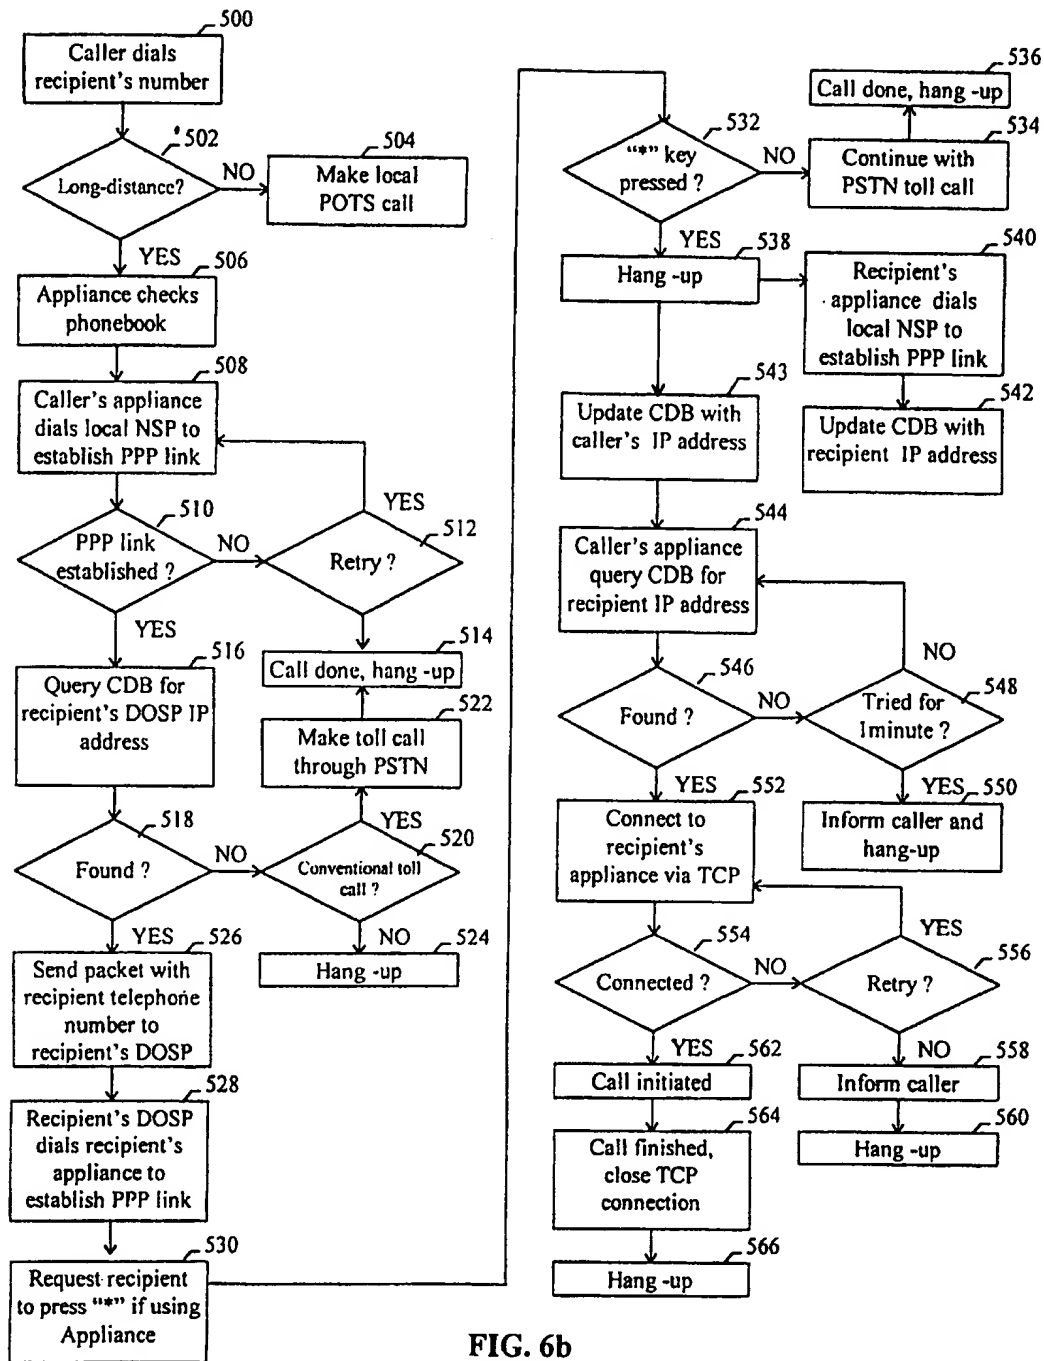 500
Caller dials
recipient's number
502
Long-distance?
NO
504
Make local
POTS call
YES
506
Appliance checks
phonebook
508
Caller's appliance
dials local NSP to
establish PPP link
510
PPP link
established ?
NO
YES
512
Retry ?
YES
514
Call done, hang -up
516
Query CDB for
recipient's DOSP IP
address
522
Make toll call
through PSTN
518
Found ?
NO
YES
520
Conventional toll
call ?
YES
NO
524
Hang -up
526
Send packet with
recipient telephone
number to
recipient's DOSP
528
Recipient's DOSP
dials recipient's
appliance to
establish PPP link
530
Request recipient
to press "*" if using
Appliance
532
"*" key
pressed ?
NO
536
Call done, hang -up
534
Continue with
PSTN toll call
YES
538
Hang -up
540
Recipient's
appliance dials
local NSP to
establish PPP link
543
Update CDB with
caller's IP address
542
Update CDB with
recipient IP address
544
Caller's appliance
query CDB for
recipient IP address
546
Found ?
NO
NO
548
Tried for
1minute ?
YES
552
Connect to
recipient's
appliance via TCP
YES
550
Inform caller and
hang-up
554
Connected ?
NO
YES
556
Retry ?
YES
562
Call initiated
NO
558
Inform caller
564
Call finished,
close TCP
connection
560
Hang -up
566
Hang -up
FIG. 6b